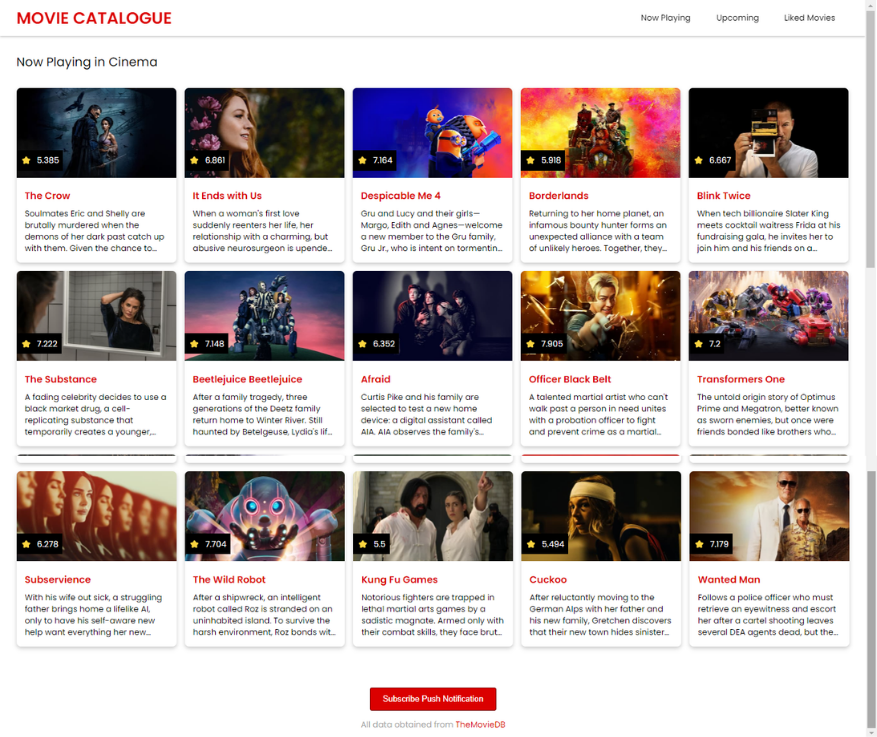 MOVIE CATALOGUE
Now Playing Upcoming Liked Movies
Now Playing in Cinema
5.385
The Crow
Soulmates Eric and Shelly are
brutally murdered when the
demons of her dark past catch up
with them. Given the chance to...
6.861
It Ends with Us
When a woman's first love
suddenly reenters her life, her
relationship with a charming, but
abusive neurosurgeon is upende...
7.164
Despicable Me 4
Gru and Lucy and their girls—
Margo, Edith and Agnes—welcome
a new member to the Gru family,
Gru Jr., who is intent on tormentin...
5.918
Borderlands
Returning to her home planet, an
infamous bounty hunter forms an
unexpected alliance with a team
of unlikely heroes. Together, they...
6.667
Blink Twice
When tech billionaire Slater King
meets cocktail waitress Frida at his
fundraising gala, he invites her to
join him and his friends on a...
7.222
The Substance
A fading celebrity decides to use a
black market drug, a cell-
replicating substance that
temporarily creates a younger,...
7.148
Beetlejuice Beetlejuice
After a family tragedy, three
generations of the Deetz family
return home to Winter River. Still
haunted by Betelgeuse, Lydia's lif...
6.352
Afraid
Curtis Pike and his family are
selected to test a new home
device: a digital assistant called
AIA. AIA observes the family's...
7.905
Officer Black Belt
A talented martial artist who can't
walk past a person in need unites
with a probation officer to fight
and prevent crime as a martial...
7.2
Transformers One
The untold origin story of Optimus
Prime and Megatron, better known
as sworn enemies, but once were
friends bonded like brothers who...
6.278
Subservience
With his wife out sick, a struggling
father brings home a lifelike AI,
only to have his self-aware new
help want everything her new...
7.704
The Wild Robot
After a shipwreck, an intelligent
robot called Roz is stranded on an
uninhabited island. To survive the
harsh environment, Roz bonds wit...
5.5
Kung Fu Games
Notorious fighters are trapped in
lethal martial arts games by a
sadistic magnate. Armed only with
their combat skills, they face brut...
5.494
Cuckoo
After reluctantly moving to the
German Alps with her father and
his new family, Gretchen discovers
that their new town hides sinister...
7.179
Wanted Man
Follows a police officer who must
retrieve an eyewitness and escort
her after a cartel shooting leaves
several DEA agents dead, but the...
Subscribe Push Notification
All data obtained from TheMovieDB